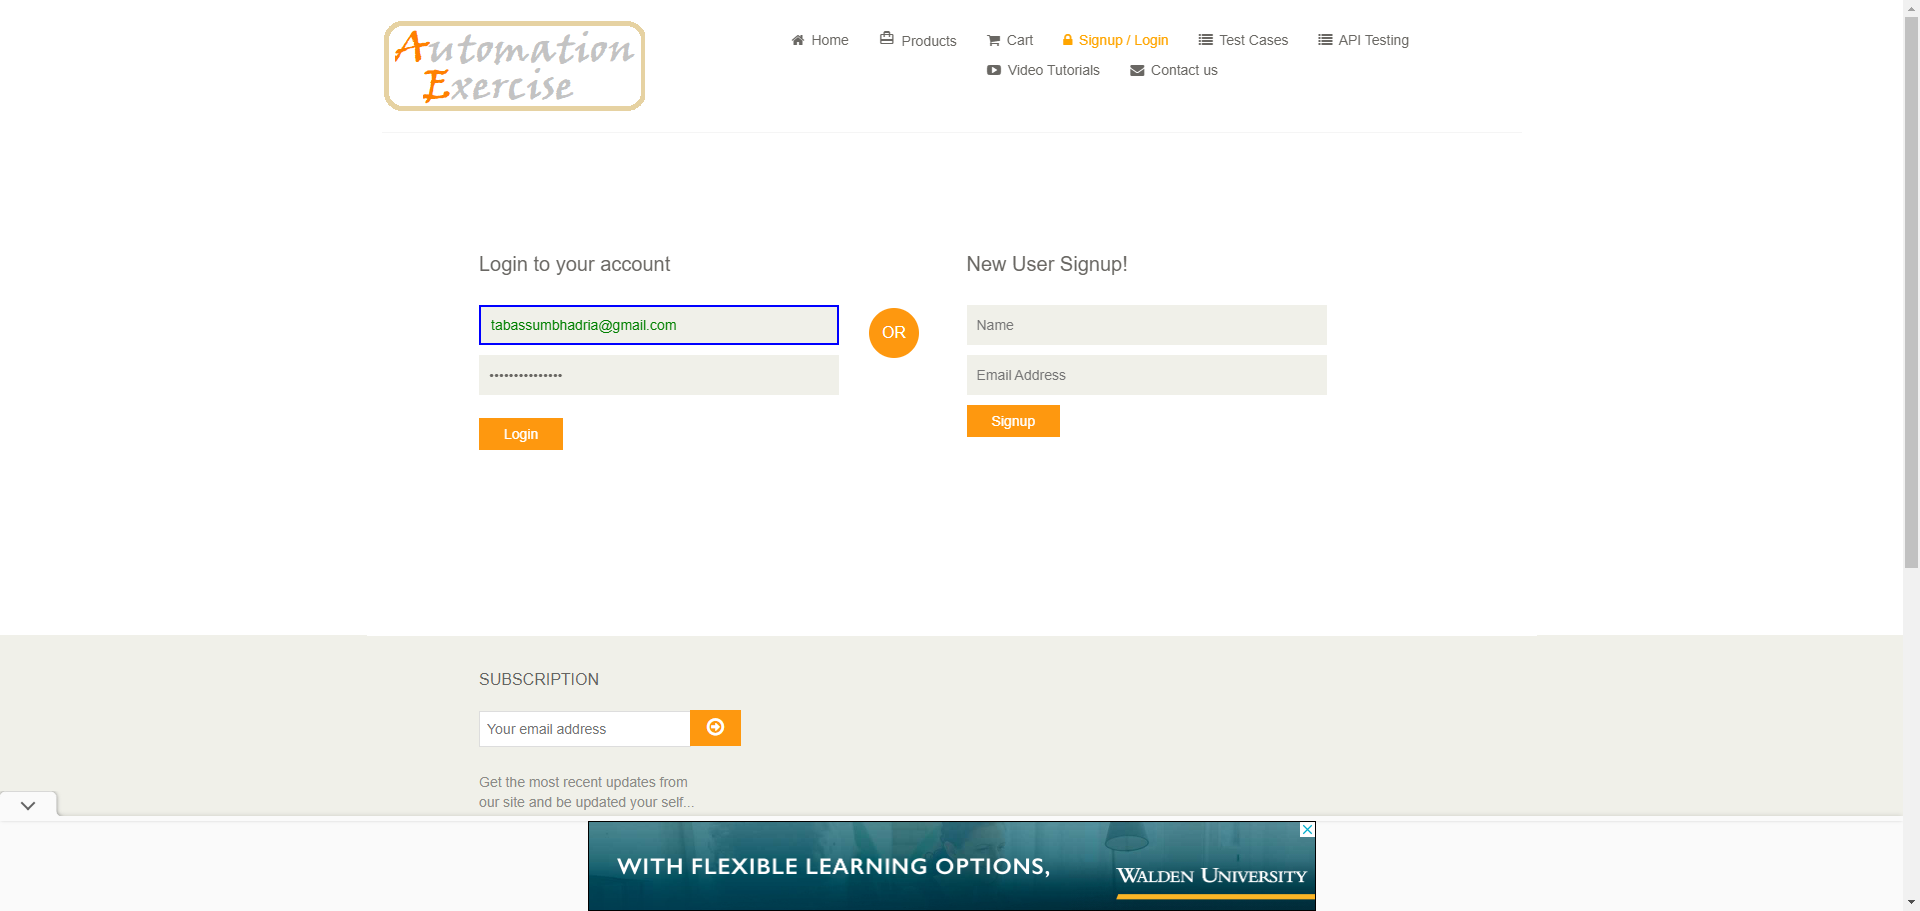 Automation
Exercise
Home
Products
Cart
Signup / Login
Test Cases
API Testing
Video Tutorials
Contact us
Login to your account
tabassumbhadria@gmail.com
•••••••••••••••
Login
OR
New User Signup!
Name
Email Address
Signup
SUBSCRIPTION
Your email address
Get the most recent updates from
our site and be updated your self...
WITH FLEXIBLE LEARNING OPTIONS,
WALDEN UNIVERSITY